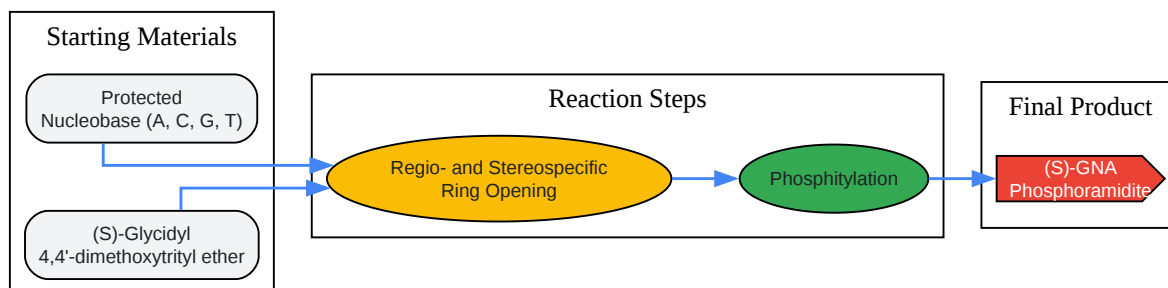 Starting Materials
Protected
Nucleobase (A, C, G, T)
(S)-Glycidyl
4,4'-dimethoxytrityl ether
Reaction Steps
Regio- and Stereospecific
Ring Opening
Phosphitylation
Final Product
(S)-GNA
Phosphoramidite